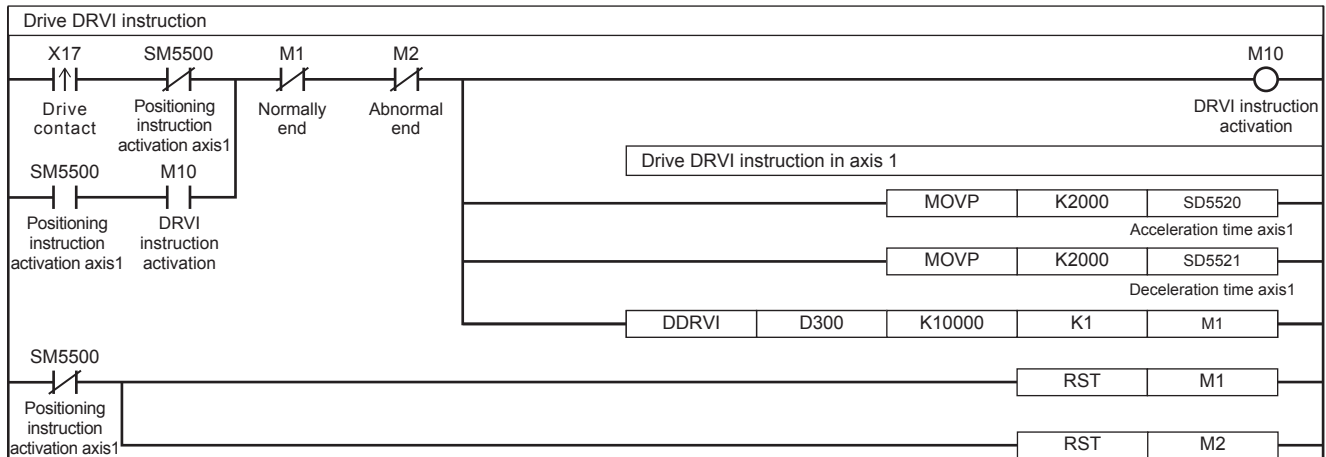 Drive DRVI instruction
X17 SM5500 M1 M2 M10
Drive
contact
Positioning
instruction
activation axis1
Normally
end
Abnormal
end
DRVI instruction
activation
Drive DRVI instruction in axis 1
SM5500 M10
Positioning
instruction
activation axis1
DRVI
instruction
activation
MOVP K2000 SD5520
Acceleration time axis1
MOVP K2000 SD5521
Deceleration time axis1
DDRVI D300 K10000 K1 M1
SM5500
Positioning
instruction
activation axis1
RST M1
RST M2